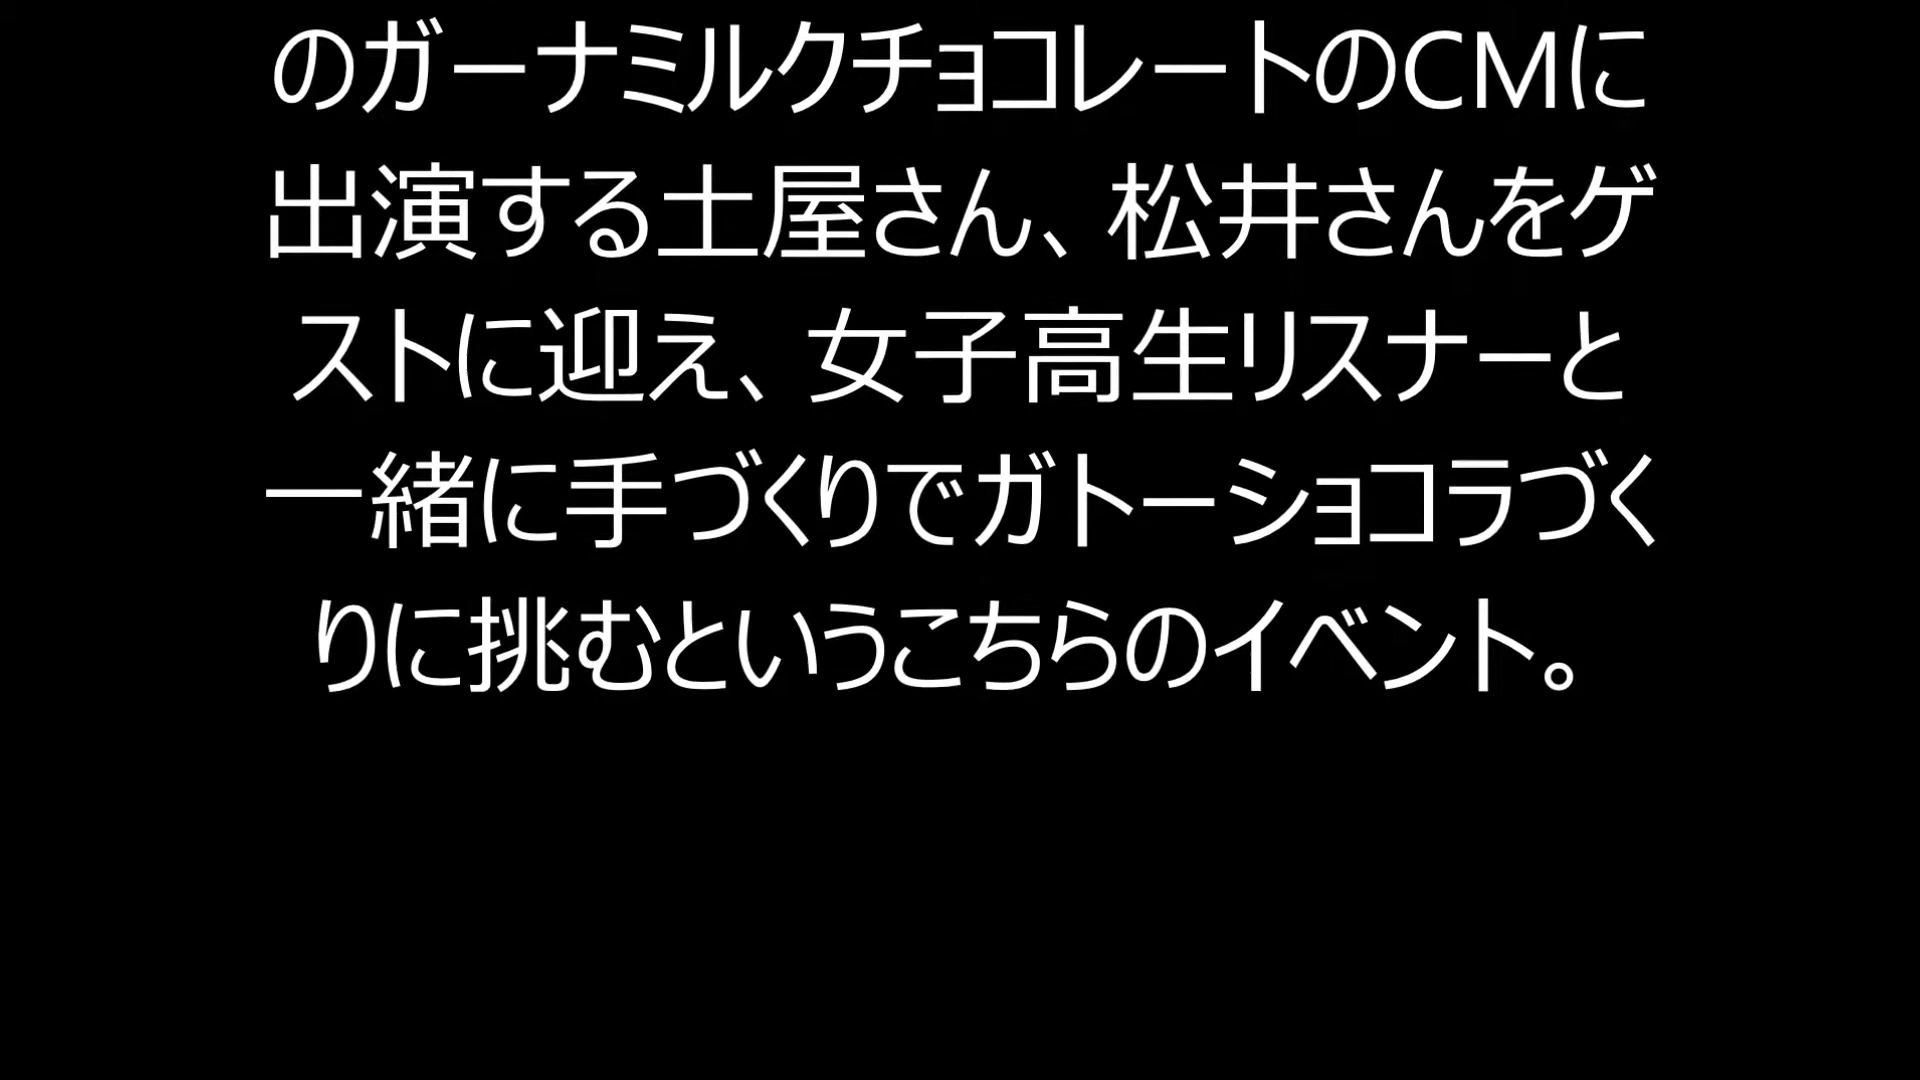 のガーナミルクチョコレートのCMに
出演する土屋さん、松井さんをゲ
ストに迎え、女子高生リスナーと
一緒に手づくりでガトーショコラづく
りに挑むというこちらのイベント。